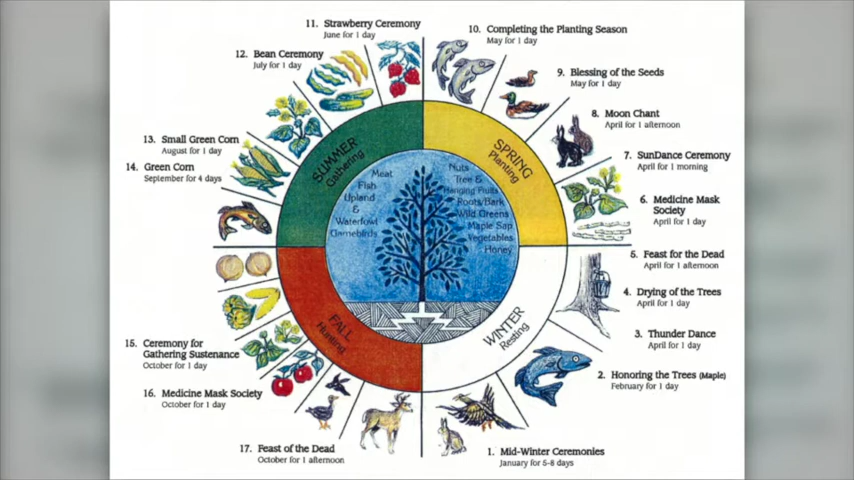 11. Strawberry Ceremony
June for 1 day
10. Completing the Planting Season
May for 1 day
12. Bean Ceremony
July for 1 day
9. Blessing of the Seeds
May for 1 day
8. Moon Chant
April for 1 afternoon
13. Small Green Corn
August for 1 day
7. SunDance Ceremony
April for 1 morning
14. Green Corn
September for 4 days
6. Medicine Mask
Society
April for 1 day
5. Feast for the Dead
April for 1 afternoon
4. Drying of the Trees
April for 1 day
3. Thunder Dance
April for 1 day
2. Honoring the Trees (Maple)
February for 1 day
1. Mid-Winter Ceremonies
January for 5-8 days
15. Ceremony for
Gathering Sustenance
October for 1 day
16. Medicine Mask Society
October for 1 day
17. Feast of the Dead
October for 1 afternoon
SUMMER
Gathering
SPRING
Planting
WINTER
Resting
FALL
Hunting
Meat
Fish
Upland
&
Waterfowl
Gamebirds
Nuts
Tree &
Hanging Fruits
Roots/Bark
Wild Greens
Maple Sap
Vegetables
Honey